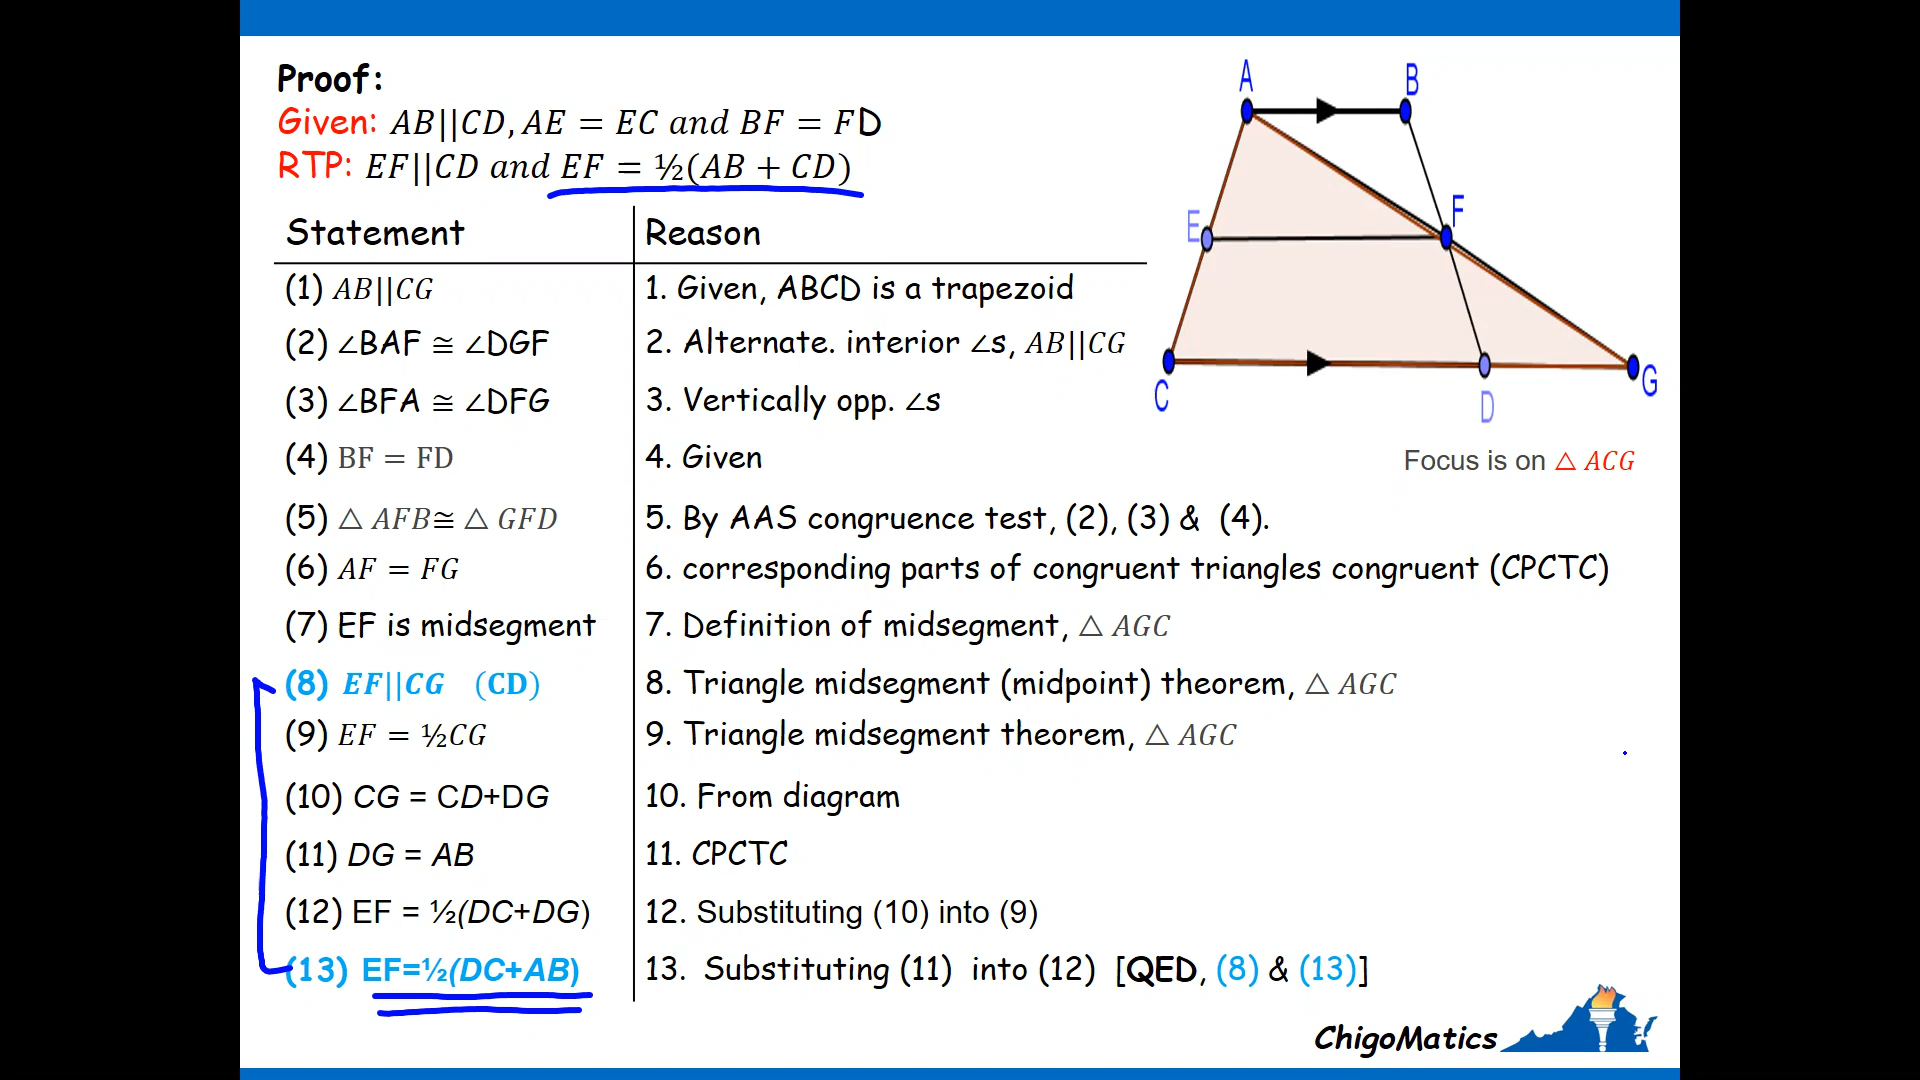 Proof:
Given: AB||CD, AE = EC and BF = FD
RTP: EF||CD and EF = ½(AB + CD)
Statement Reason
(1) AB||CG 1. Given, ABCD is a trapezoid
(2) ∠BAF ≅ ∠DGF 2. Alternate. interior ∠s, AB||CG
(3) ∠BFA ≅ ∠DFG 3. Vertically opp. ∠s
(4) BF = FD 4. Given
(5) △ AFB≅ △ GFD 5. By AAS congruence test, (2), (3) & (4).
(6) AF = FG 6. corresponding parts of congruent triangles congruent (CPCTC)
(7) EF is midsegment 7. Definition of midsegment, △ AGC
(8) EF||CG (CD) 8. Triangle midsegment (midpoint) theorem, △ AGC
(9) EF = ½CG 9. Triangle midsegment theorem, △ AGC
(10) CG = CD+DG 10. From diagram
(11) DG = AB 11. CPCTC
(12) EF = ½(DC+DG) 12. Substituting (10) into (9)
(13) EF=½(DC+AB) 13. Substituting (11) into (12) [QED, (8) & (13)]
A B
E F
C D G
Focus is on △ ACG
ChigoMatics